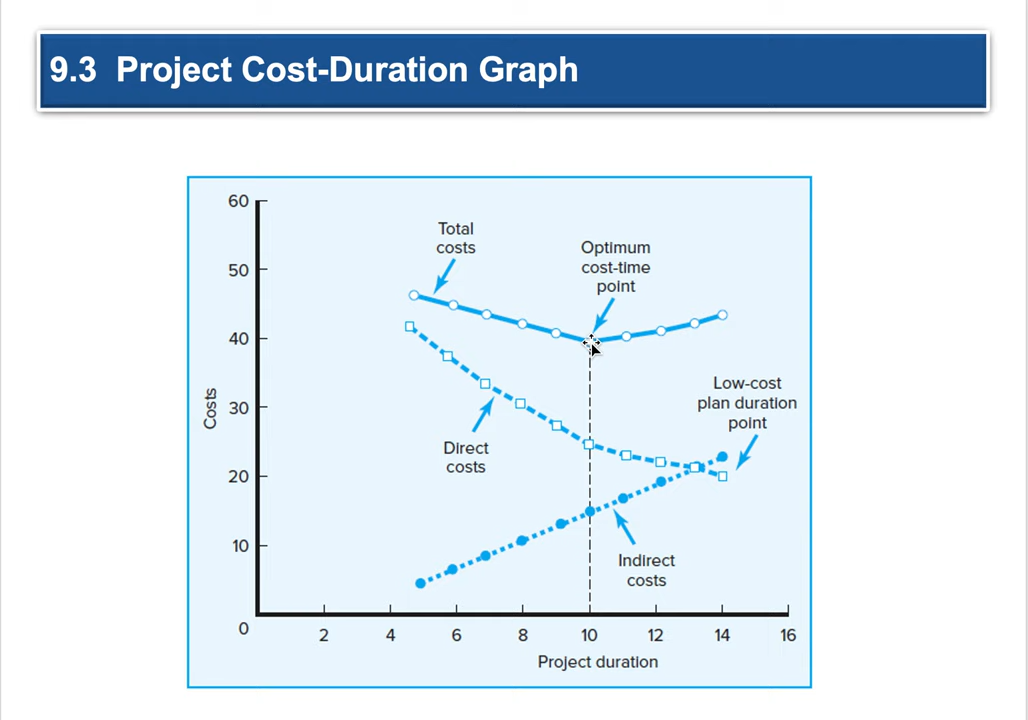 9.3 Project Cost-Duration Graph
60
50
40
30
20
10
0
Costs
Total
costs
Optimum
cost-time
point
Low-cost
plan duration
point
Direct
costs
Indirect
costs
2 4 6 8 10 12 14 16
Project duration